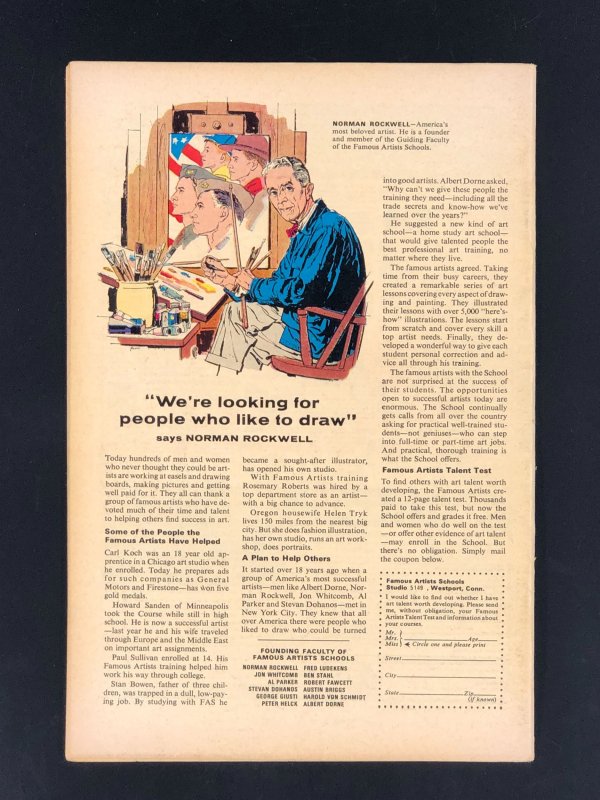 NORMAN ROCKWELL—America's
most beloved artist. He is a founder
and member of the Guiding Faculty
of the Famous Artists Schools.
"We're looking for
people who like to draw"
says NORMAN ROCKWELL
Today hundreds of men and women
who never thought they could be art-
ists are working at easels and drawing
boards, making pictures and getting
well paid for it. They all can thank a
group of famous artists who have de-
voted much of their time and talent
to helping others find success in art.
Some of the People the
Famous Artists Have Helped
Carl Koch was an 18 year old ap-
prentice in a Chicago art studio when
he enrolled. Today he prepares ads
for such companies as General
Motors and Firestone—has won five
gold medals.
Howard Sanden of Minneapolis
took the Course while still in high
school. He is now a successful artist
—last year he and his wife traveled
through Europe and the Middle East
on important art assignments.
Paul Sullivan enrolled at 14. His
Famous Artists training helped him
work his way through college.
Stan Bowen, father of three chil-
dren, was trapped in a dull, low-pay-
ing job. By studying with FAS he
became a sought-after illustrator,
has opened his own studio.
With Famous Artists training
Rosemary Roberts was hired by a
top department store as an artist—
with a big chance to advance.
Oregon housewife Helen Tryk
lives 150 miles from the nearest big
city. But she does fashion illustration,
has her own studio, runs an art work-
shop, does portraits.
A Plan to Help Others
It started over 18 years ago when a
group of America's most successful
artists—men like Albert Dorne, Nor-
man Rockwell, Jon Whitcomb, Al
Parker and Stevan Dohanos—met in
New York City. They knew that all
over America there were people who
liked to draw who could be turned
FOUNDING FACULTY OF
FAMOUS ARTISTS SCHOOLS
NORMAN ROCKWELL FRED LUDEKENS
JON WHITCOMB BEN STAHL
AL PARKER ROBERT FAWCETT
STEVAN DOHANOS AUSTIN BRIGGS
GEORGE GIUSTI HAROLD VON SCHMIDT
PETER HELCK ALBERT DORNE
into good artists. Albert Dorne asked,
"Why can't we give these people the
training they need—including all the
trade secrets and know-how we've
learned over the years?"
He suggested a new kind of art
school—a home study art school—
that would give talented people the
best professional art training, no
matter where they live.
The famous artists agreed. Taking
time from their busy careers, they
created a remarkable series of art
lessons covering every aspect of draw-
ing and painting. They illustrated
their lessons with over 5,000 "here's-
how" illustrations. The lessons start
from scratch and cover every skill a
top artist needs. Finally, they de-
veloped a wonderful way to give each
student personal correction and ad-
vice all through his training.
The famous artists with the School
are not surprised at the success of
their students. The opportunities
open to successful artists today are
enormous. The School continually
gets calls from all over the country
asking for practical well-trained stu-
dents—not geniuses—who can step
into full-time or part-time art jobs.
And practical, thorough training is
what the School offers.
Famous Artists Talent Test
To find others with art talent worth
developing, the Famous Artists cre-
ated a 12-page talent test. Thousands
paid to take this test, but now the
School offers and grades it free. Men
and women who do well on the test
—or offer other evidence of art talent
—may enroll in the School. But
there's no obligation. Simply mail
the coupon below.
Famous Artists Schools
Studio 5149, Westport, Conn.
I would like to find out whether I have
art talent worth developing. Please send
me, without obligation, your Famous
Artists Talent Test and information about
your courses.
Mr.
Mrs. Age
Miss Circle one and please print
Street
City
State Zip
(if known)